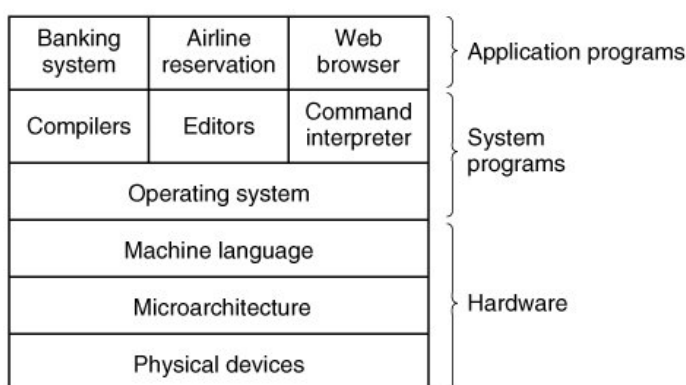 Banking
system
Airline
reservation
Web
browser
Application programs
Compilers
Editors
Command
interpreter
System
programs
Operating system
Machine language
Microarchitecture
Hardware
Physical devices